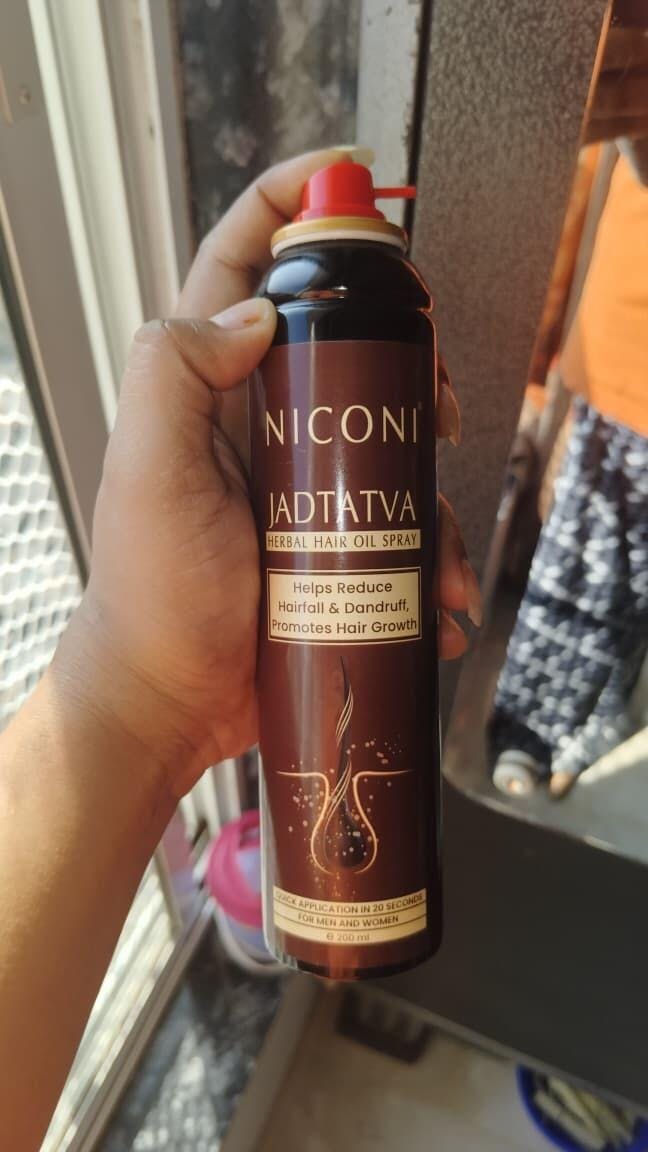 NICONI
JADTATVA
HERBAL HAIR OIL SPRAY
Helps Reduce
Hairfall & Dandruff,
Promotes Hair Growth
QUICK APPLICATION IN 20 SECONDS
FOR MEN AND WOMEN
℮ 200 ml